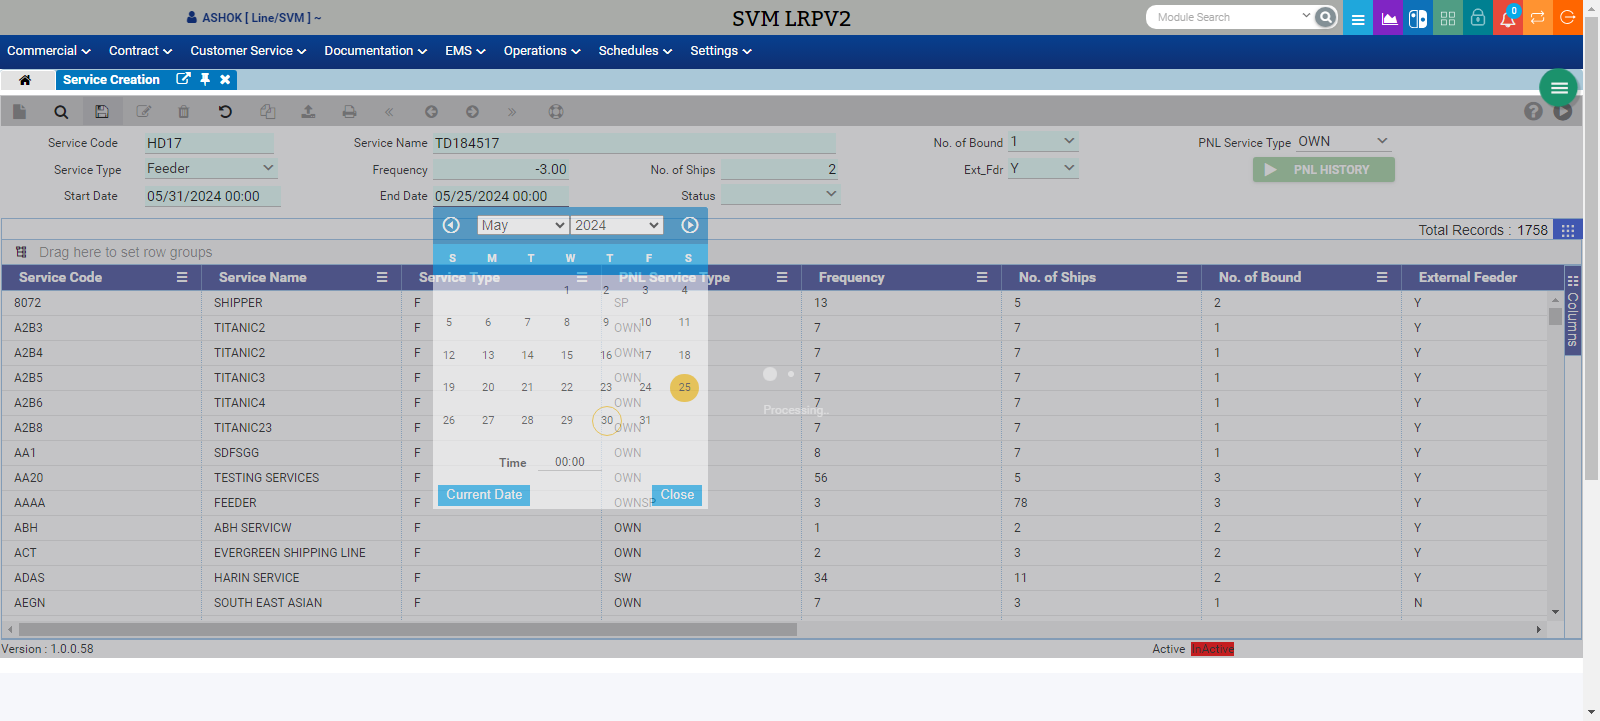 ASHOK [ Line/SVM ] ~ SVM LRPV2 Module Search 0
Commercial Contract Customer Service Documentation EMS Operations Schedules Settings
Service Creation
Service Code HD17 Service Name TD184517 No. of Bound 1 PNL Service Type OWN
Service Type Feeder Frequency -3.00 No. of Ships 2 Ext_Fdr Y PNL HISTORY
Start Date 05/31/2024 00:00 End Date 05/25/2024 00:00 Status
May 2024
Total Records : 1758
Drag here to set row groups
S M T W T F S
Service Code Service Name Service Type PNL Service Type Frequency No. of Ships No. of Bound External Feeder
Columns
1 2 3 4
5 6 7 8 9 10 11
12 13 14 15 16 17 18
19 20 21 22 23 24 25
26 27 28 29 30 31
Time 00:00
Current Date Close
8072 SHIPPER F SP 13 5 2 Y
A2B3 TITANIC2 F OWN 7 7 1 Y
A2B4 TITANIC2 F OWN 7 7 1 Y
A2B5 TITANIC3 F OWN 7 7 1 Y
A2B6 TITANIC4 F OWN 7 7 1 Y
A2B8 TITANIC23 F OWN 7 7 1 Y
AA1 SDFSGG F OWN 8 7 1 Y
AA20 TESTING SERVICES F OWN 56 5 3 Y
AAAA FEEDER F OWNSP 3 78 3 Y
ABH ABH SERVICW F OWN 1 2 2 Y
ACT EVERGREEN SHIPPING LINE F OWN 2 3 2 Y
ADAS HARIN SERVICE F SW 34 11 2 Y
AEGN SOUTH EAST ASIAN F OWN 7 3 1 N
Processing..
Version : 1.0.0.58 Active InActive